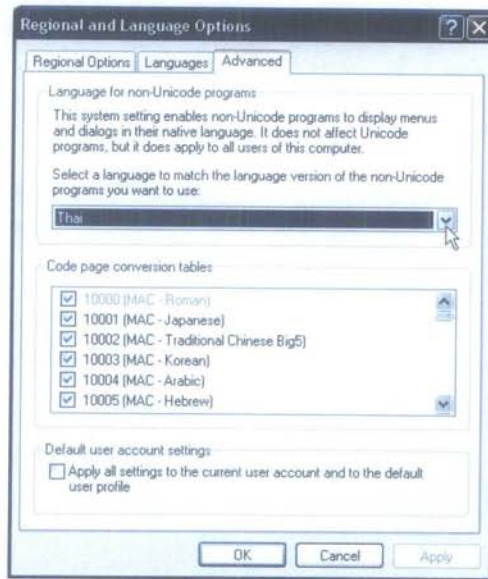 Regional and Language Options
Regional Options
Languages
Advanced
Language for non-Unicode programs
This system setting enables non-Unicode programs to display menus
and dialogs in their native language. It does not affect Unicode
programs, but it does apply to all users of this computer.
Select a language to match the language version of the non-Unicode
programs you want to use:
Thai
Code page conversion tables
10000 (MAC - Roman)
10001 (MAC - Japanese)
10002 (MAC - Traditional Chinese Big5)
10003 (MAC - Korean)
10004 (MAC - Arabic)
10005 (MAC - Hebrew)
Default user account settings
Apply all settings to the current user account and to the default
user profile
OK
Cancel
Apply